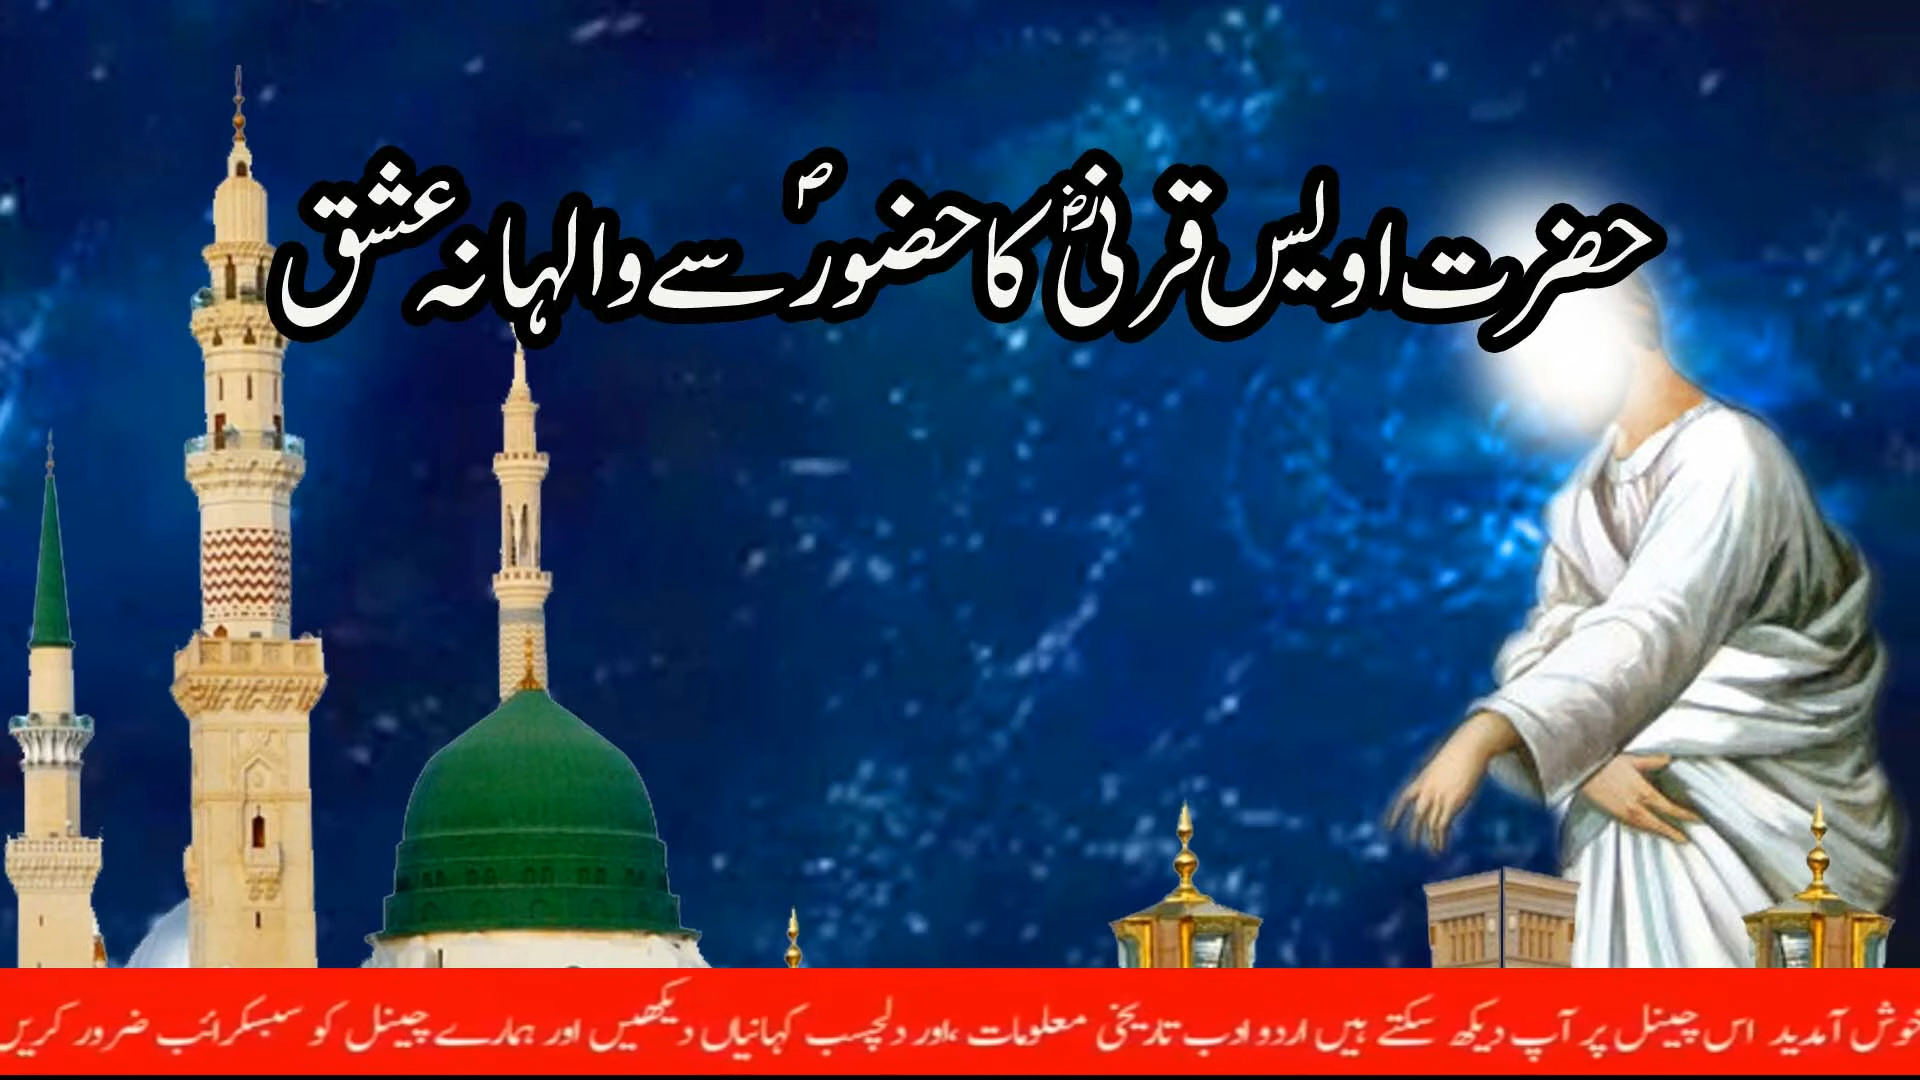 حضرت اویس قرنیؓ کا حضورؐ سے والہانہ عشق
خوش آمدید اس چینل پر آپ دیکھ سکتے ہیں اردو ادب تاریخی معلومات ،اور دلچسب کہانیاں دیکھیں اور ہمارے چینل کو سبسکرائب ضرور کریں